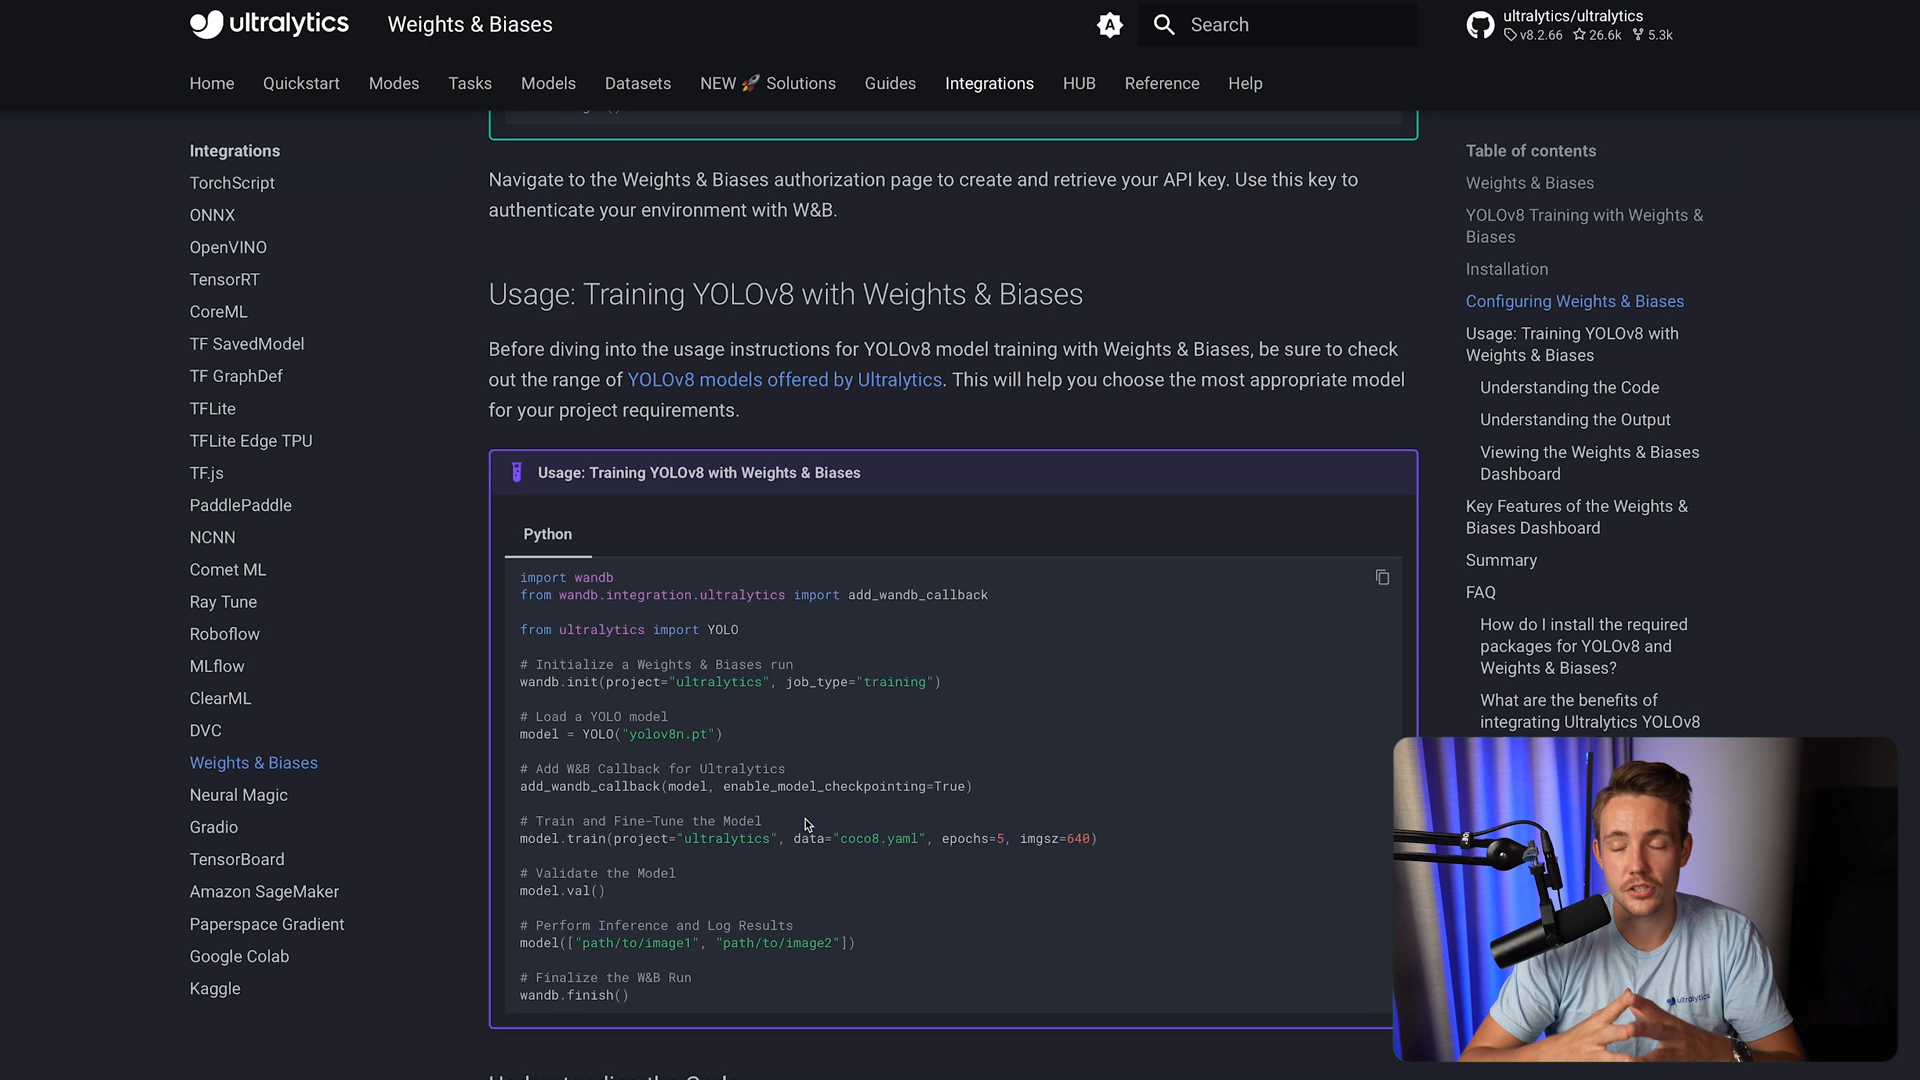 ultralytics
Weights & Biases
Search
ultralytics/ultralytics
v8.2.66 26.6k 5.3k
Home Quickstart Modes Tasks Models Datasets NEW 🚀 Solutions Guides Integrations HUB Reference Help
Integrations
TorchScript
ONNX
OpenVINO
TensorRT
CoreML
TF SavedModel
TF GraphDef
TFLite
TFLite Edge TPU
TF.js
PaddlePaddle
NCNN
Comet ML
Ray Tune
Roboflow
MLflow
ClearML
DVC
Weights & Biases
Neural Magic
Gradio
TensorBoard
Amazon SageMaker
Paperspace Gradient
Google Colab
Kaggle
Navigate to the Weights & Biases authorization page to create and retrieve your API key. Use this key to
authenticate your environment with W&B.
Usage: Training YOLOv8 with Weights & Biases
Before diving into the usage instructions for YOLOv8 model training with Weights & Biases, be sure to check
out the range of YOLOv8 models offered by Ultralytics. This will help you choose the most appropriate model
for your project requirements.
Usage: Training YOLOv8 with Weights & Biases
Python
import wandb
from wandb.integration.ultralytics import add_wandb_callback
from ultralytics import YOLO
# Initialize a Weights & Biases run
wandb.init(project="ultralytics", job_type="training")
# Load a YOLO model
model = YOLO("yolov8n.pt")
# Add W&B Callback for Ultralytics
add_wandb_callback(model, enable_model_checkpointing=True)
# Train and Fine-Tune the Model
model.train(project="ultralytics", data="coco8.yaml", epochs=5, imgsz=640)
# Validate the Model
model.val()
# Perform Inference and Log Results
model(["path/to/image1", "path/to/image2"])
# Finalize the W&B Run
wandb.finish()
Table of contents
Weights & Biases
YOLOv8 Training with Weights &
Biases
Installation
Configuring Weights & Biases
Usage: Training YOLOv8 with
Weights & Biases
Understanding the Code
Understanding the Output
Viewing the Weights & Biases
Dashboard
Key Features of the Weights &
Biases Dashboard
Summary
FAQ
How do I install the required
packages for YOLOv8 and
Weights & Biases?
What are the benefits of
integrating Ultralytics YOLOv8
ultralytics